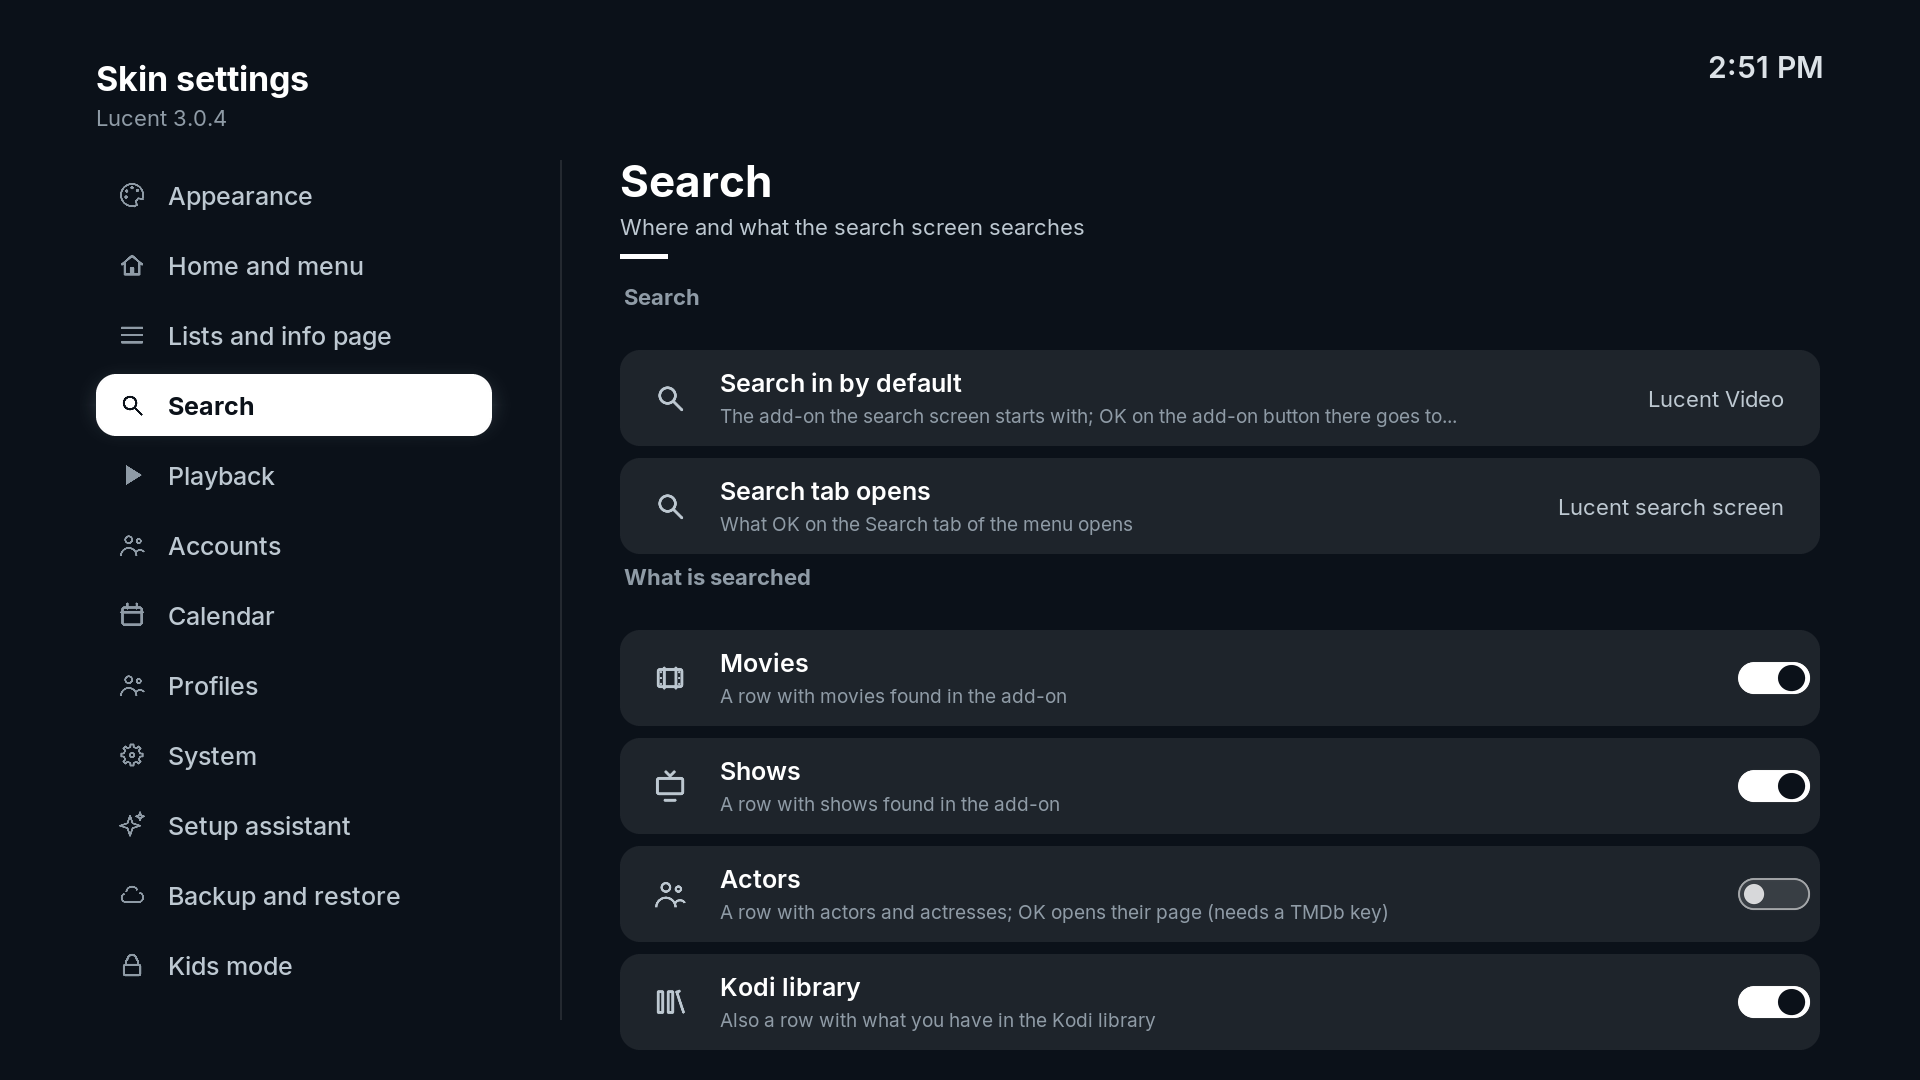 Skin settings
Lucent 3.0.4
2:51 PM
Appearance
Home and menu
Lists and info page
Search
Playback
Accounts
Calendar
Profiles
System
Setup assistant
Backup and restore
Kids mode
Search
Where and what the search screen searches
Search
Search in by default
The add-on the search screen starts with; OK on the add-on button there goes to...
Lucent Video
Search tab opens
What OK on the Search tab of the menu opens
Lucent search screen
What is searched
Movies
A row with movies found in the add-on
Shows
A row with shows found in the add-on
Actors
A row with actors and actresses; OK opens their page (needs a TMDb key)
Kodi library
Also a row with what you have in the Kodi library